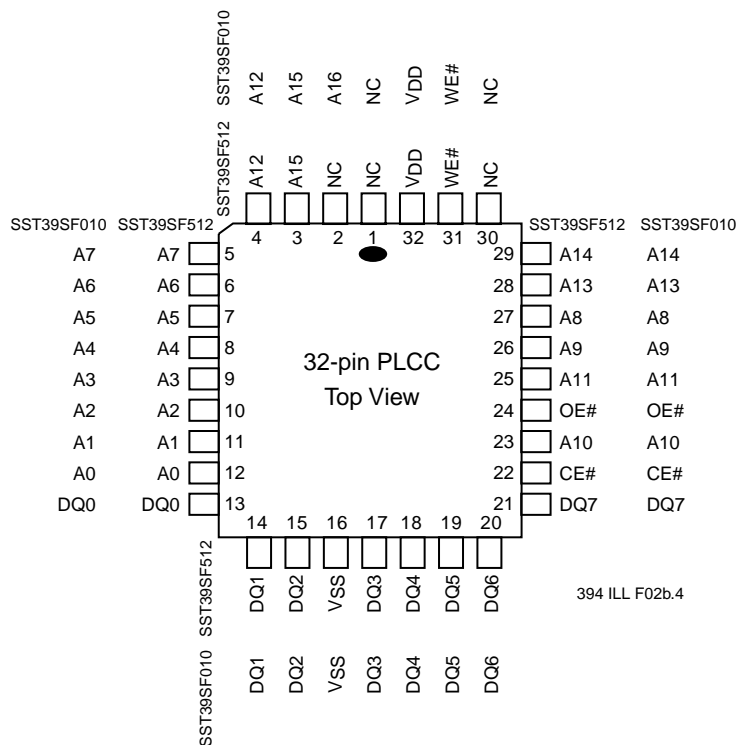 SST39SF010 A12 A15 A16 NC VDD WE# NC
SST39SF512 A12 A15 NC NC VDD WE# NC
4 3 2 1 32 31 30
SST39SF010 SST39SF512 SST39SF512 SST39SF010
A7 A7 5 29 A14 A14
A6 A6 6 28 A13 A13
A5 A5 7 27 A8 A8
A4 A4 8 26 A9 A9
A3 A3 9 25 A11 A11
A2 A2 10 24 OE# OE#
A1 A1 11 23 A10 A10
A0 A0 12 22 CE# CE#
DQ0 DQ0 13 21 DQ7 DQ7
32-pin PLCC
Top View
14 15 16 17 18 19 20
SST39SF512 DQ1 DQ2 VSS DQ3 DQ4 DQ5 DQ6
SST39SF010 DQ1 DQ2 VSS DQ3 DQ4 DQ5 DQ6
394 ILL F02b.4